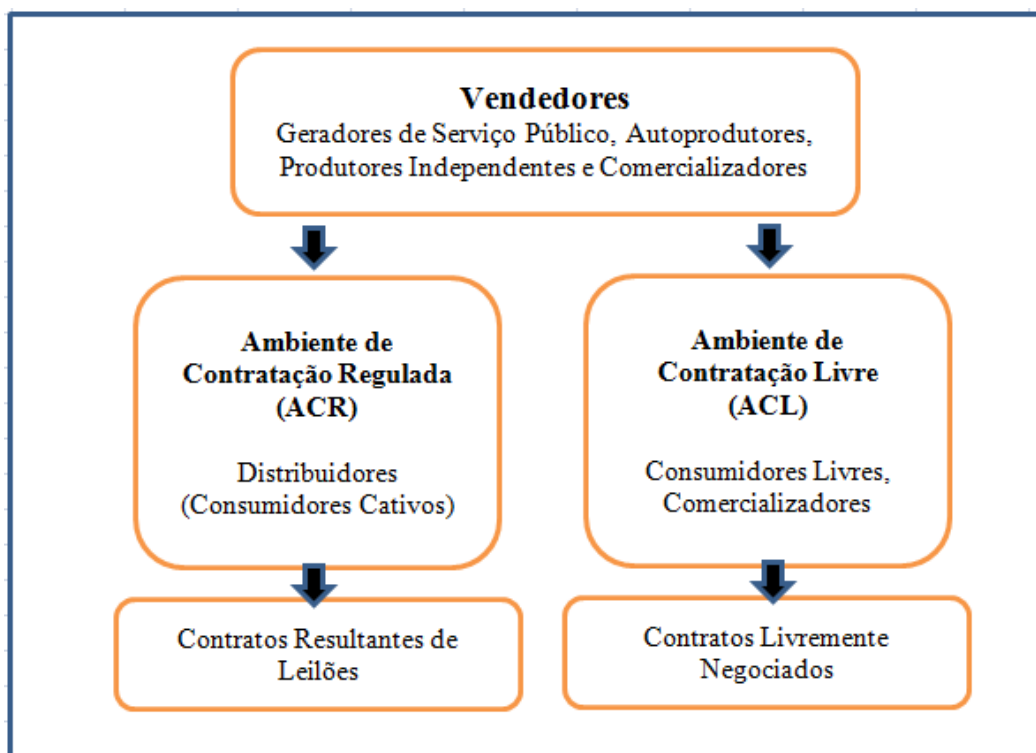 Vendedores
Geradores de Serviço Público, Autoprodutores,
Produtores Independentes e Comercializadores
Ambiente de
Contratação Regulada
(ACR)
Distribuidores
(Consumidores Cativos)
Ambiente de
Contratação Livre
(ACL)
Consumidores Livres,
Comercializadores
Contratos Resultantes de
Leilões
Contratos Livremente
Negociados